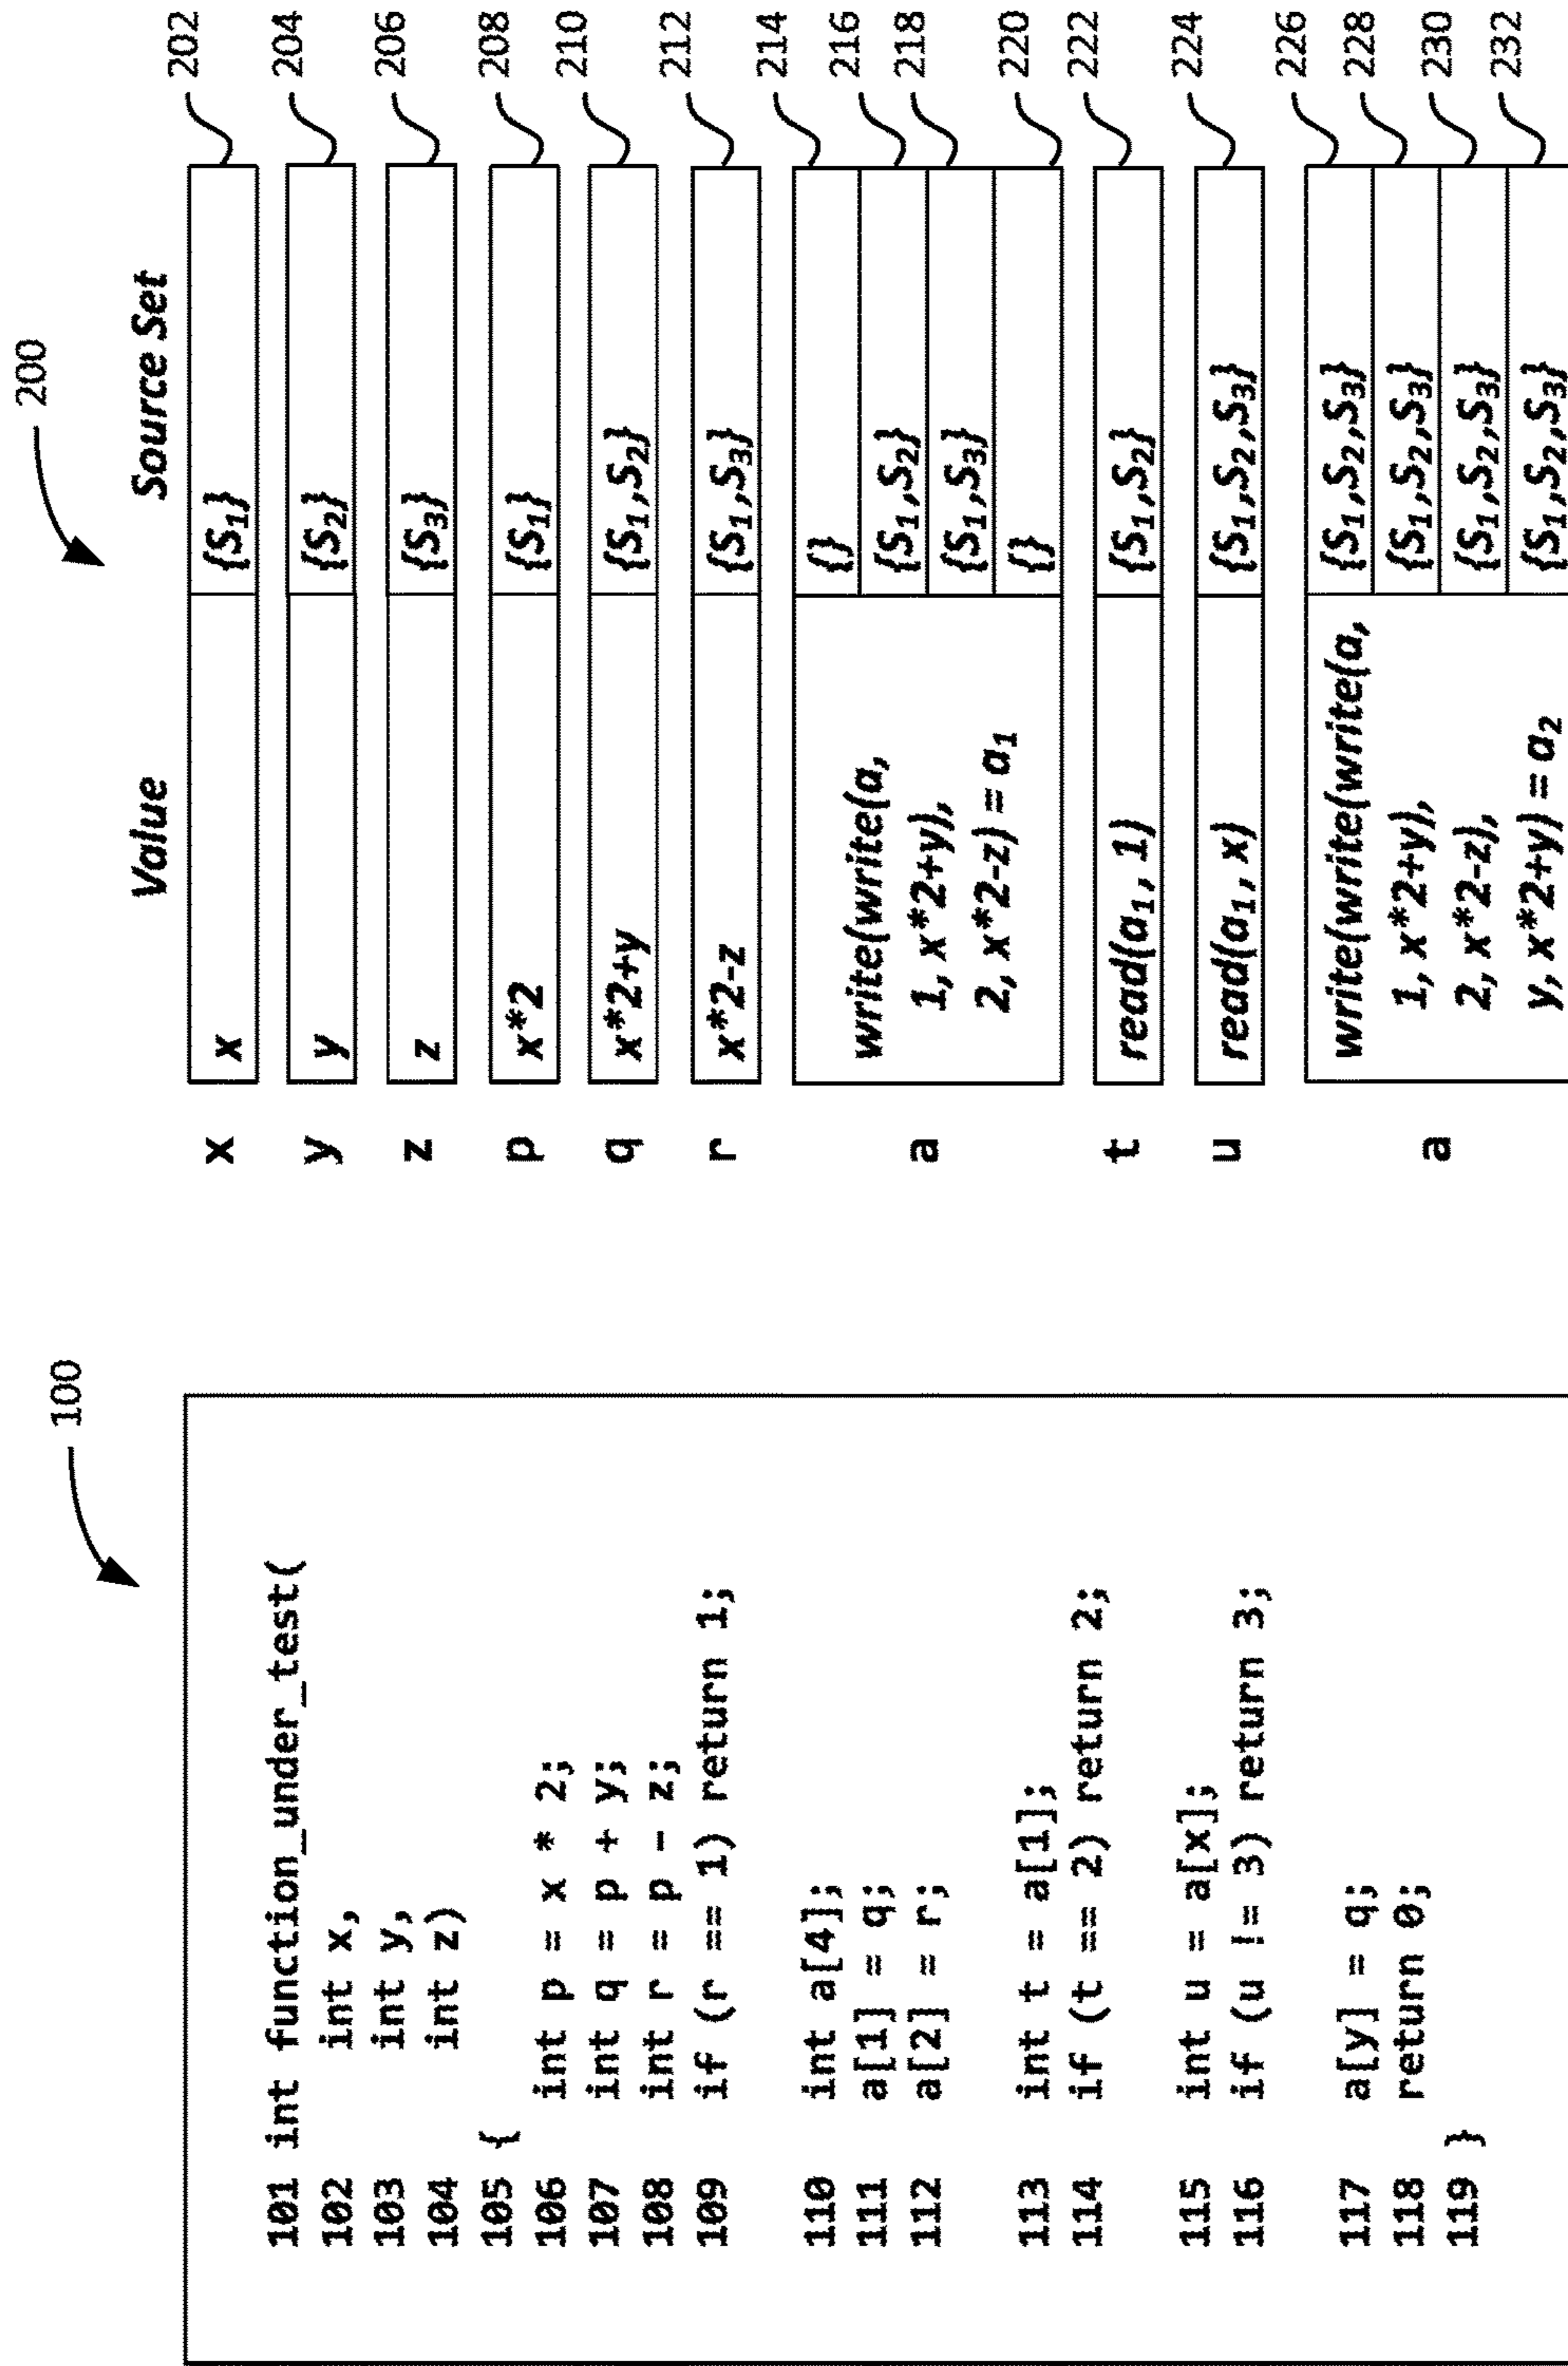 100
101 int function_under_test(
102 int x,
103 int y,
104 int z)
105 {
106 int p = x * 2;
107 int q = p + y;
108 int r = p - z;
109 if (r == 1) return 1;
110 int a[4];
111 a[1] = q;
112 a[2] = r;
113 int t = a[1];
114 if (t == 2) return 2;
115 int u = a[x];
116 if (u != 3) return 3;
117 a[y] = q;
118 return 0;
119 }
200
Value Source Set
x x {S₁} 202
y y {S₂} 204
z z {S₃} 206
p x*2 {S₁} 208
q x*2+y {S₁,S₂} 210
r x*2-z {S₁,S₃} 212
{} 214
write(write(a, {S₁,S₂} 216
a 1, x*2+y), {S₁,S₃} 218
2, x*2-z) = a₁ {} 220
t read(a₁, 1) {S₁,S₂} 222
u read(a₁, x) {S₁,S₂,S₃} 224
write(write(write(a, {S₁,S₂,S₃} 226
1, x*2+y), {S₁,S₂,S₃} 228
a 2, x*2-z), {S₁,S₂,S₃} 230
y, x*2+y) = a₂ {S₁,S₂,S₃} 232